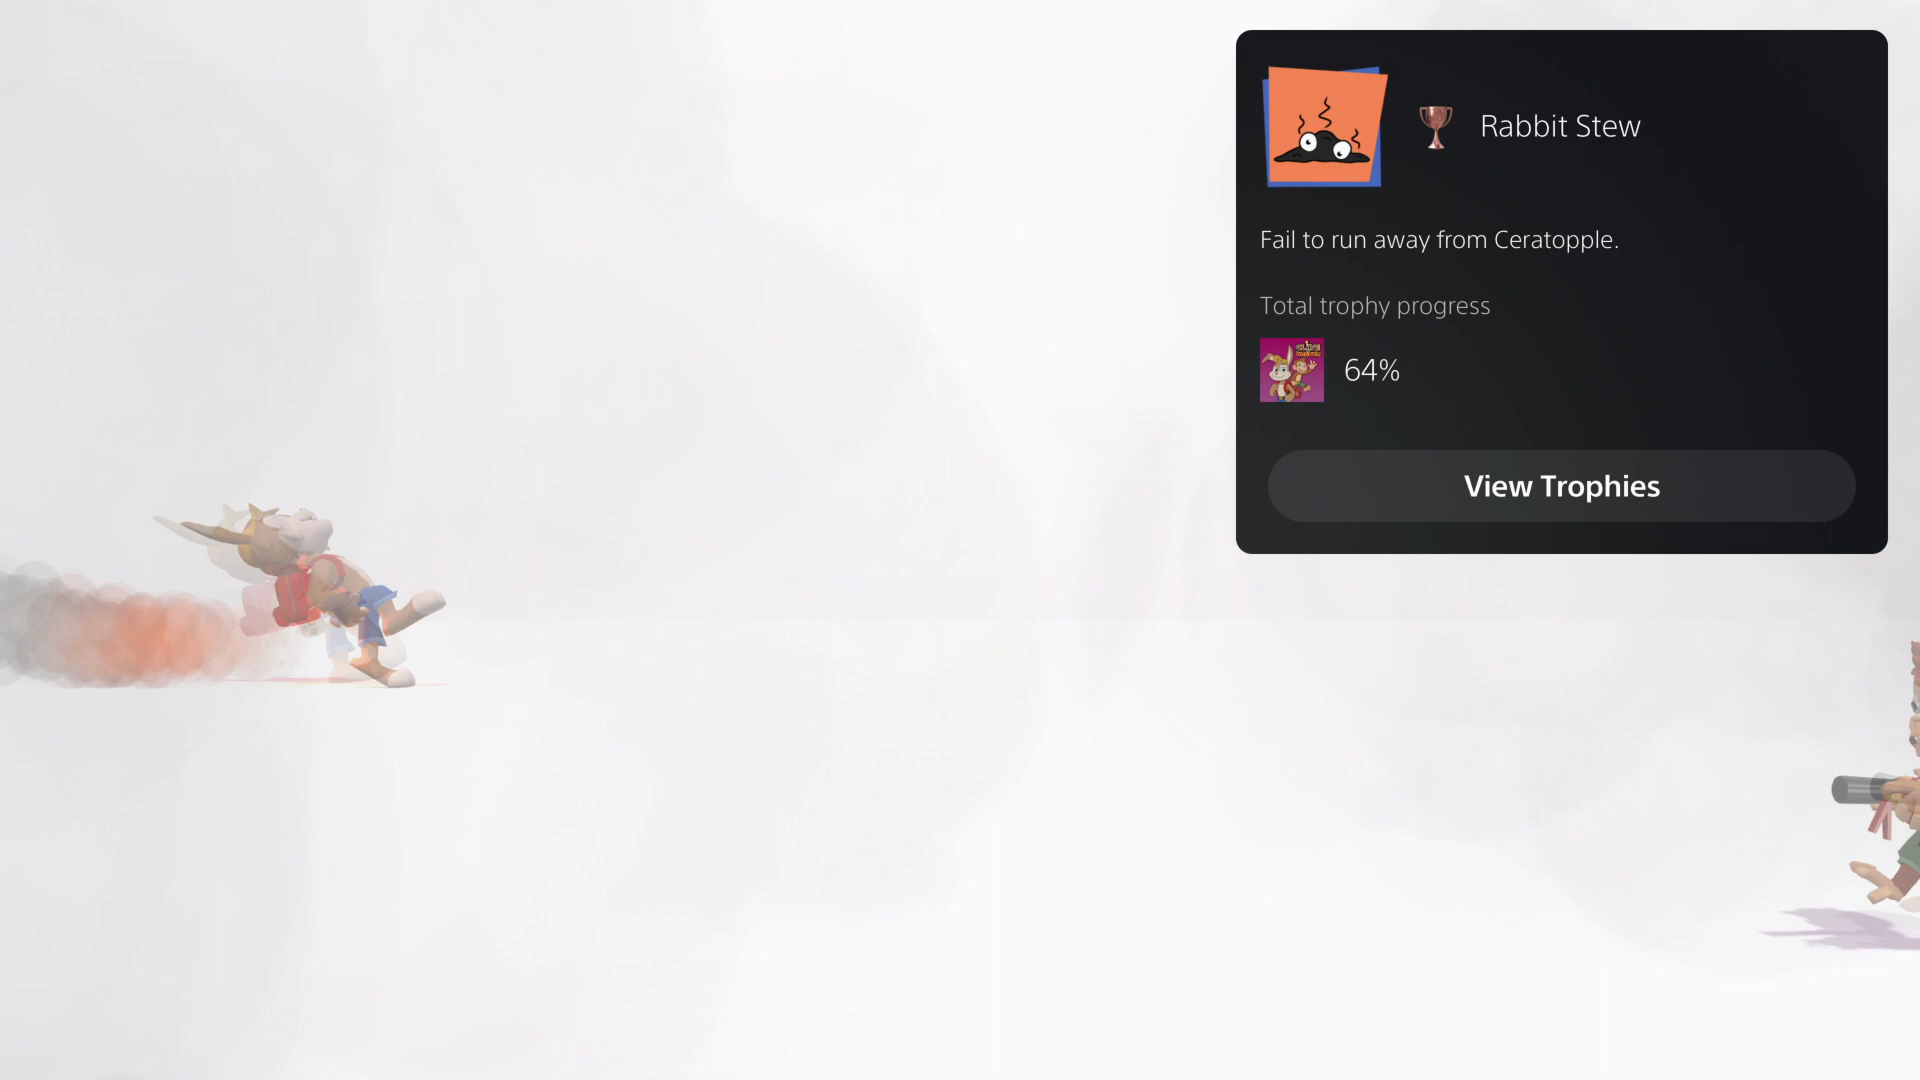 Rabbit Stew
Fail to run away from Ceratopple.
Total trophy progress
64%
View Trophies